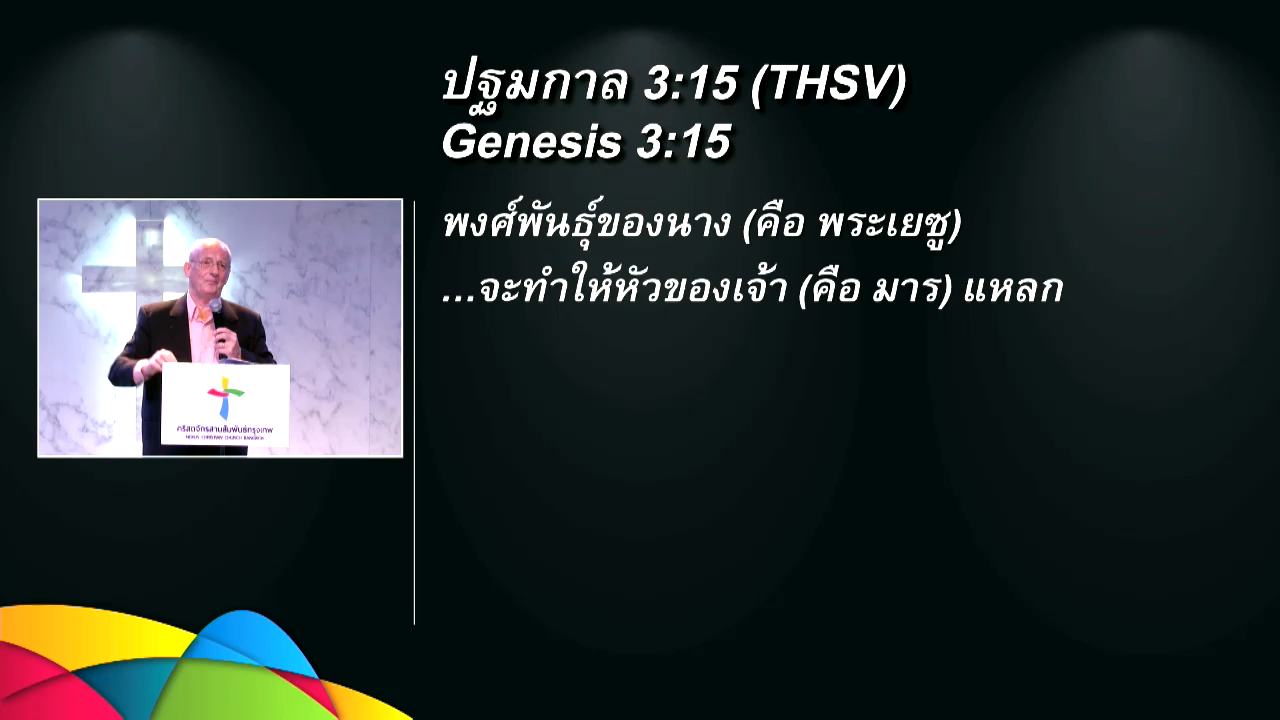 ปฐมกาล 3:15 (THSV)
Genesis 3:15
พงศ์พันธุ์ของนาง (คือ พระเยซู)
...จะทำให้หัวของเจ้า (คือ มาร) แหลก
คริสตจักรสานสัมพันธ์กรุงเทพ
NEXUS CHRISTIAN CHURCH BANGKOK